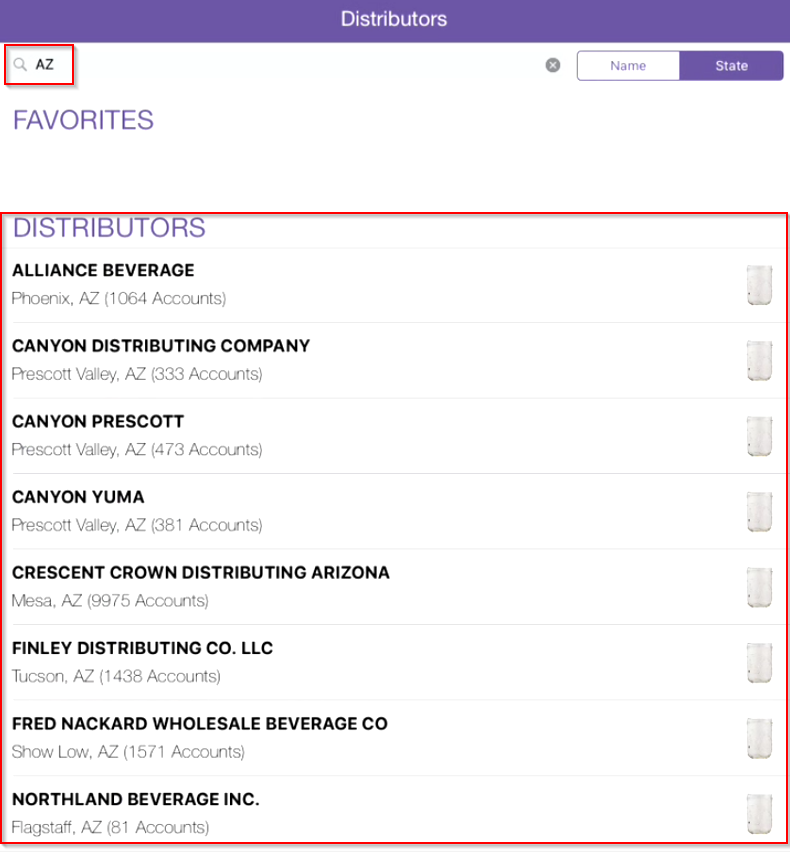 Distributors
AZ
Name
State
FAVORITES
DISTRIBUTORS
ALLIANCE BEVERAGE
Phoenix, AZ (1064 Accounts)
CANYON DISTRIBUTING COMPANY
Prescott Valley, AZ (333 Accounts)
CANYON PRESCOTT
Prescott Valley, AZ (473 Accounts)
CANYON YUMA
Prescott Valley, AZ (381 Accounts)
CRESCENT CROWN DISTRIBUTING ARIZONA
Mesa, AZ (9975 Accounts)
FINLEY DISTRIBUTING CO. LLC
Tucson, AZ (1438 Accounts)
FRED NACKARD WHOLESALE BEVERAGE CO
Show Low, AZ (1571 Accounts)
NORTHLAND BEVERAGE INC.
Flagstaff, AZ (81 Accounts)